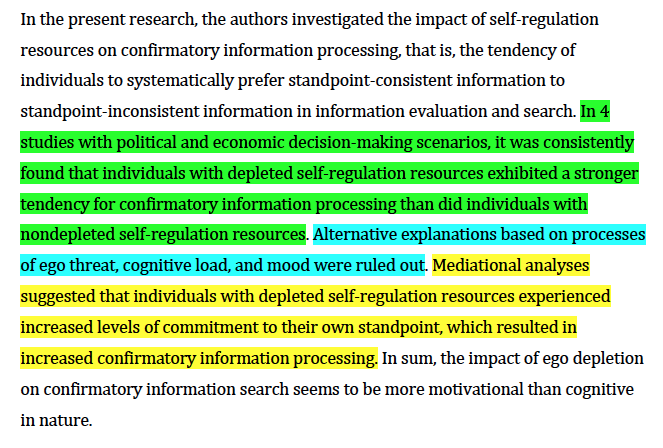 In the present research, the authors investigated the impact of self-regulation
resources on confirmatory information processing, that is, the tendency of
individuals to systematically prefer standpoint-consistent information to
standpoint-inconsistent information in information evaluation and search. In 4
studies with political and economic decision-making scenarios, it was consistently
found that individuals with depleted self-regulation resources exhibited a stronger
tendency for confirmatory information processing than did individuals with
nondepleted self-regulation resources. Alternative explanations based on processes
of ego threat, cognitive load, and mood were ruled out. Mediational analyses
suggested that individuals with depleted self-regulation resources experienced
increased levels of commitment to their own standpoint, which resulted in
increased confirmatory information processing. In sum, the impact of ego depletion
on confirmatory information search seems to be more motivational than cognitive
in nature.